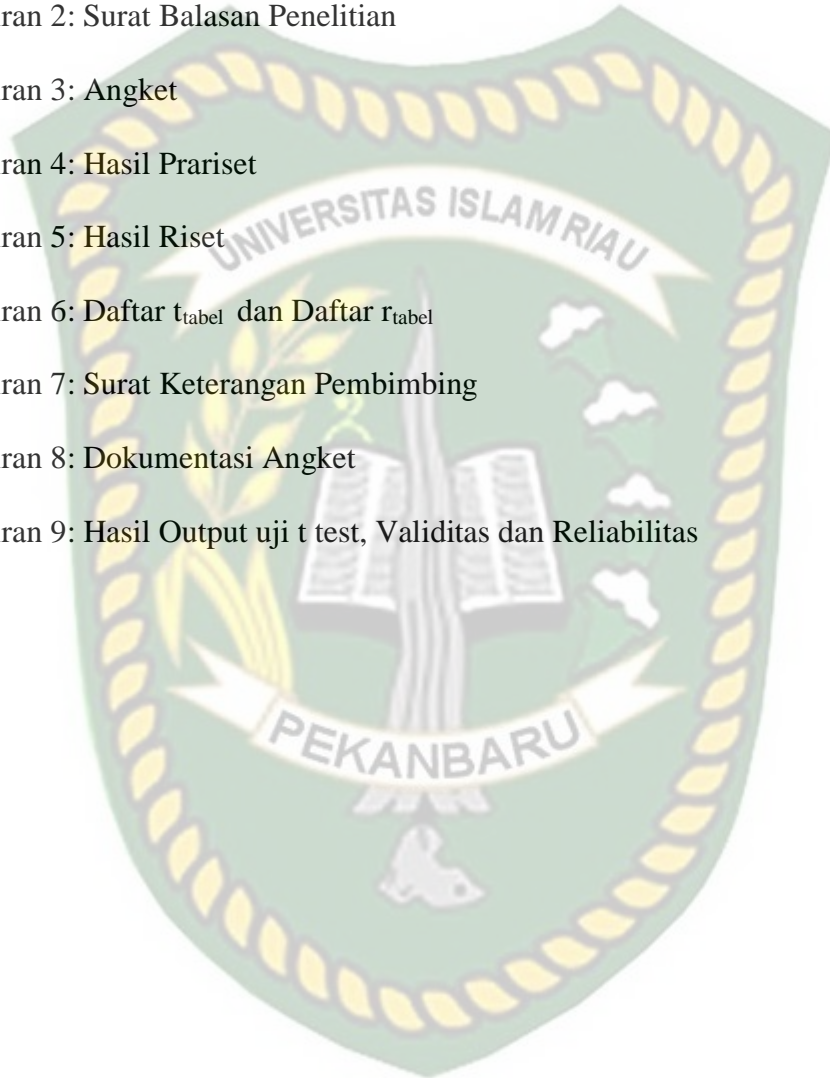 ran 2: Surat Balasan Penelitian
ran 3: Angket
ran 4: Hasil Prariset
UNIVERSITAS ISLAM RIAU
ran 5: Hasil Riset
ran 6: Daftar ttabel dan Daftar rtabel
ran 7: Surat Keterangan Pembimbing
ran 8: Dokumentasi Angket
ran 9: Hasil Output uji t test, Validitas dan Reliabilitas
PEKANBARU